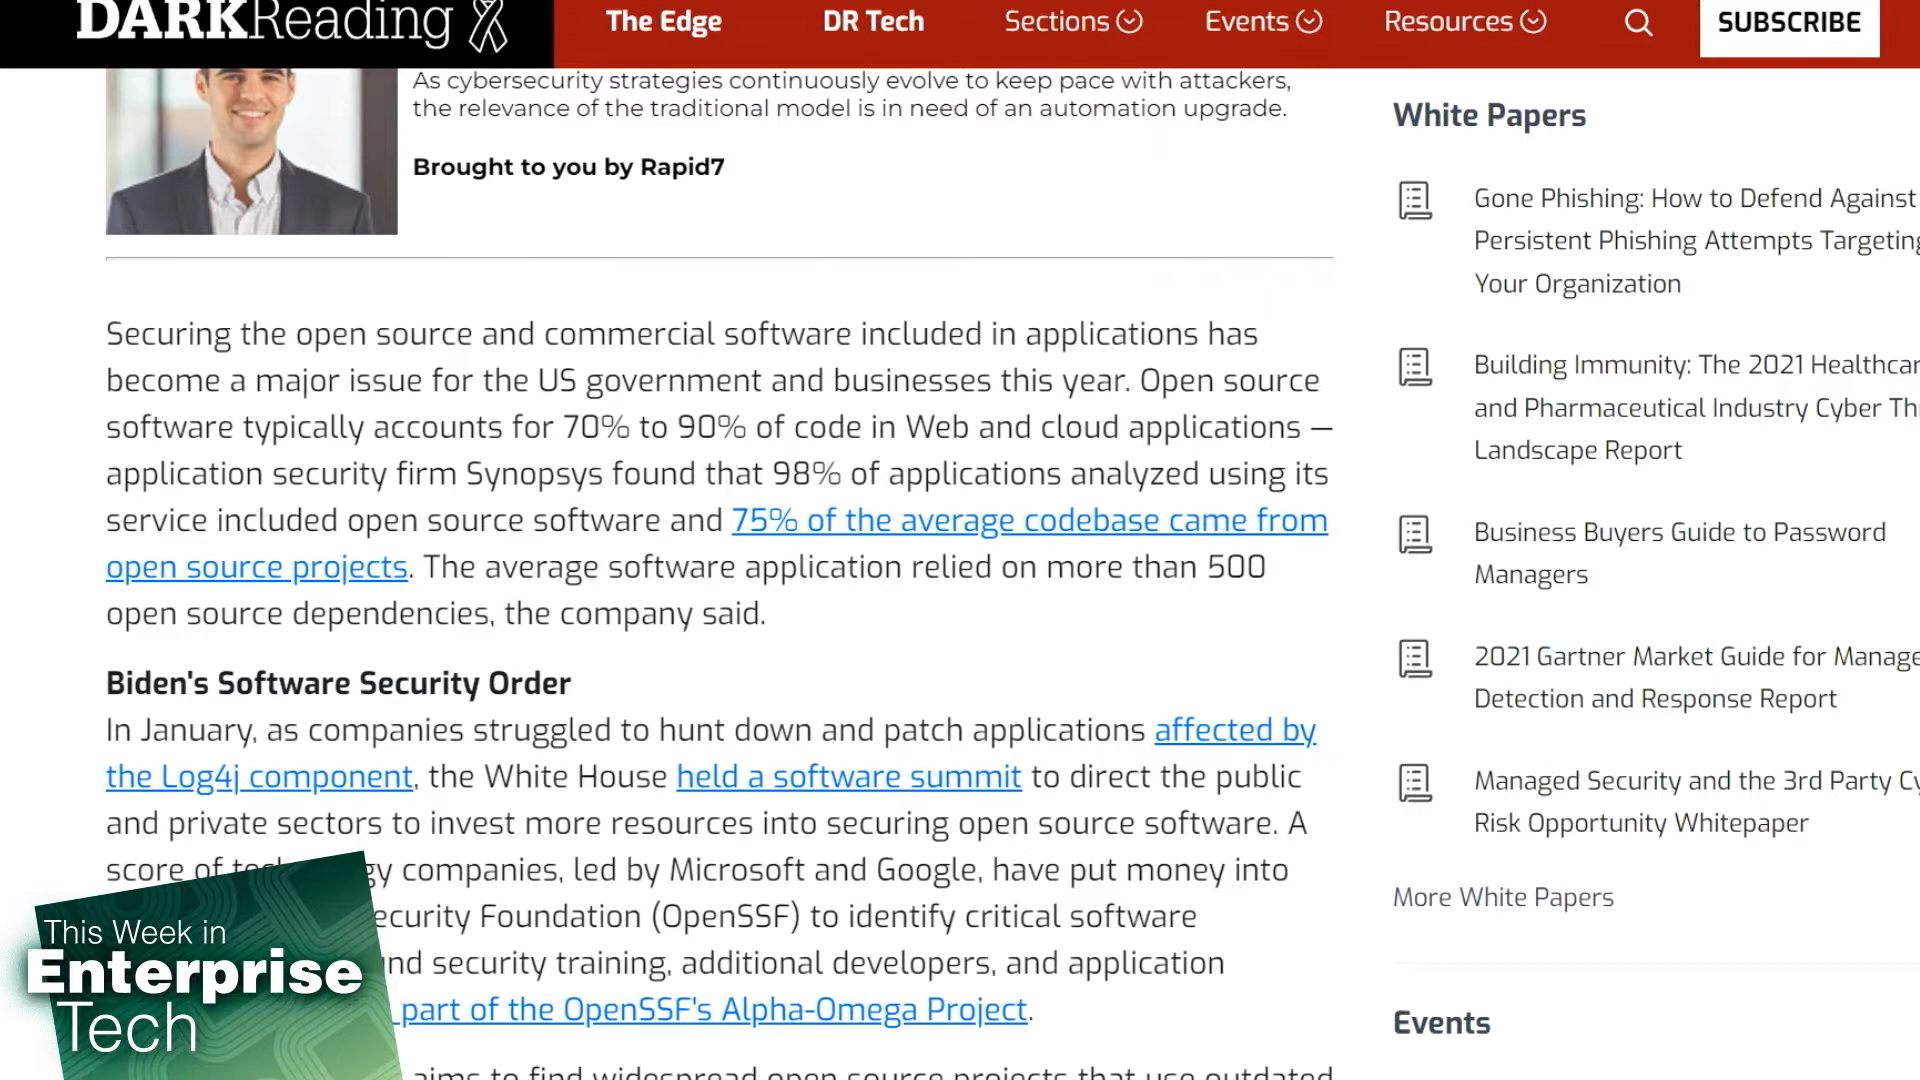 DARKReading
The Edge
DR Tech
Sections
Events
Resources
SUBSCRIBE
As cybersecurity strategies continuously evolve to keep pace with attackers,
the relevance of the traditional model is in need of an automation upgrade.
Brought to you by Rapid7
Securing the open source and commercial software included in applications has
become a major issue for the US government and businesses this year. Open source
software typically accounts for 70% to 90% of code in Web and cloud applications —
application security firm Synopsys found that 98% of applications analyzed using its
service included open source software and 75% of the average codebase came from
open source projects. The average software application relied on more than 500
open source dependencies, the company said.
Biden's Software Security Order
In January, as companies struggled to hunt down and patch applications affected by
the Log4j component, the White House held a software summit to direct the public
and private sectors to invest more resources into securing open source software. A
score of gy companies, led by Microsoft and Google, have put money into
ecurity Foundation (OpenSSF) to identify critical software
nd security training, additional developers, and application
part of the OpenSSF's Alpha-Omega Project.
aims to find widespread open source projects that use outdated
White Papers
Gone Phishing: How to Defend Against
Persistent Phishing Attempts Targeting
Your Organization
Building Immunity: The 2021 Healthcar
and Pharmaceutical Industry Cyber Th
Landscape Report
Business Buyers Guide to Password
Managers
2021 Gartner Market Guide for Manage
Detection and Response Report
Managed Security and the 3rd Party Cy
Risk Opportunity Whitepaper
More White Papers
Events
This Week in
Enterprise
Tech